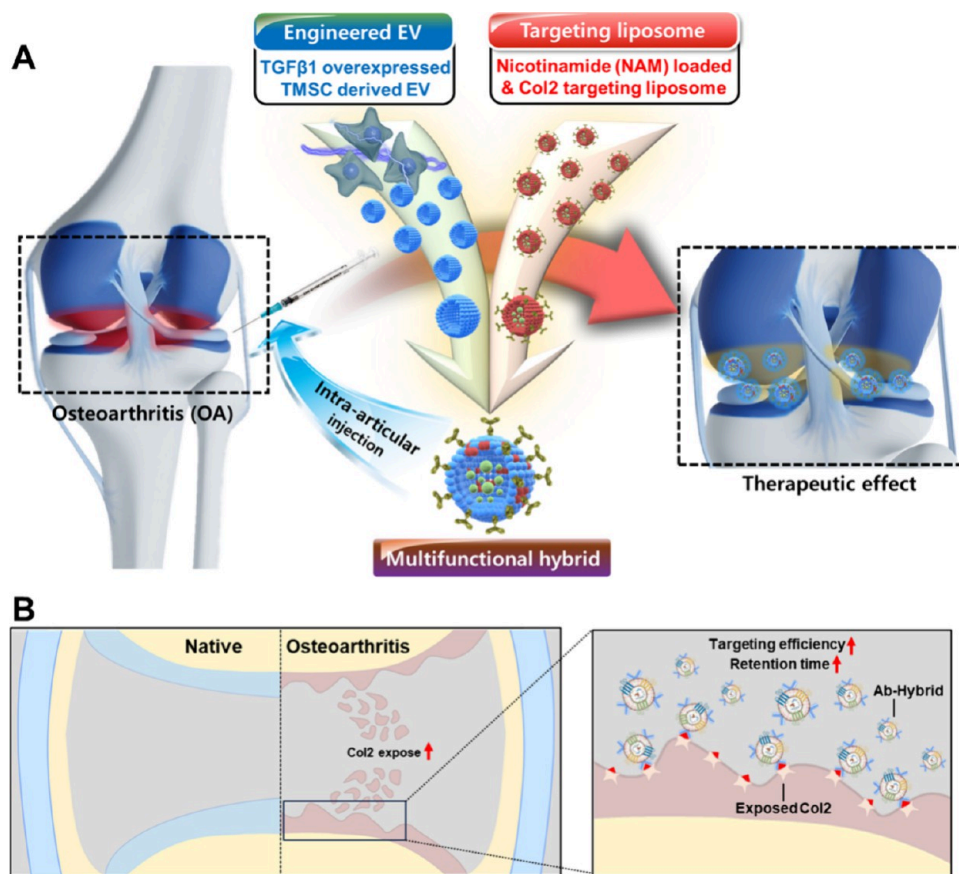 A
Engineered EV
TGFβ1 overexpressed
TMSC derived EV
Targeting liposome
Nicotinamide (NAM) loaded
& Col2 targeting liposome
Osteoarthritis (OA)
Intra-articular
injection
Therapeutic effect
Multifunctional hybrid
B
Native
Osteoarthritis
Col2 expose
Targeting efficiency
Retention time
Ab-Hybrid
Exposed Col2